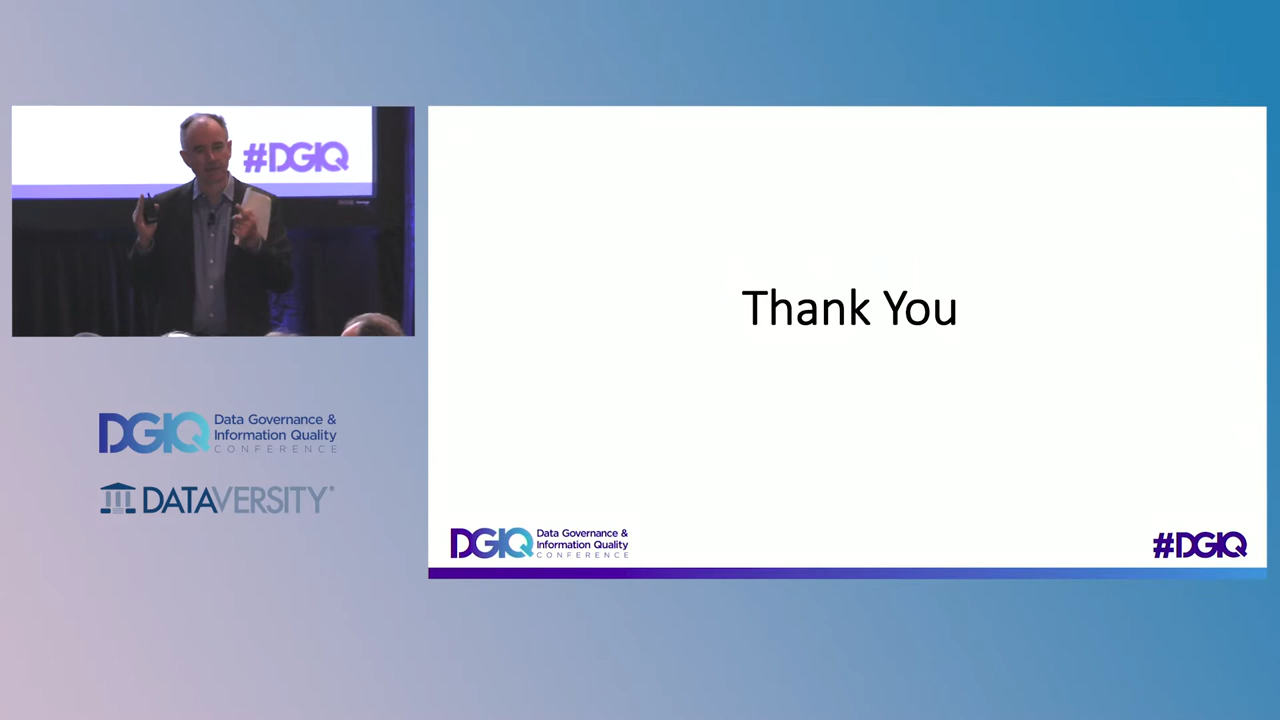 #DGIQ
DGIQ Data Governance &
Information Quality
CONFERENCE
DATAVERSITY®
Thank You
DGIQ Data Governance &
Information Quality
CONFERENCE
#DGIQ